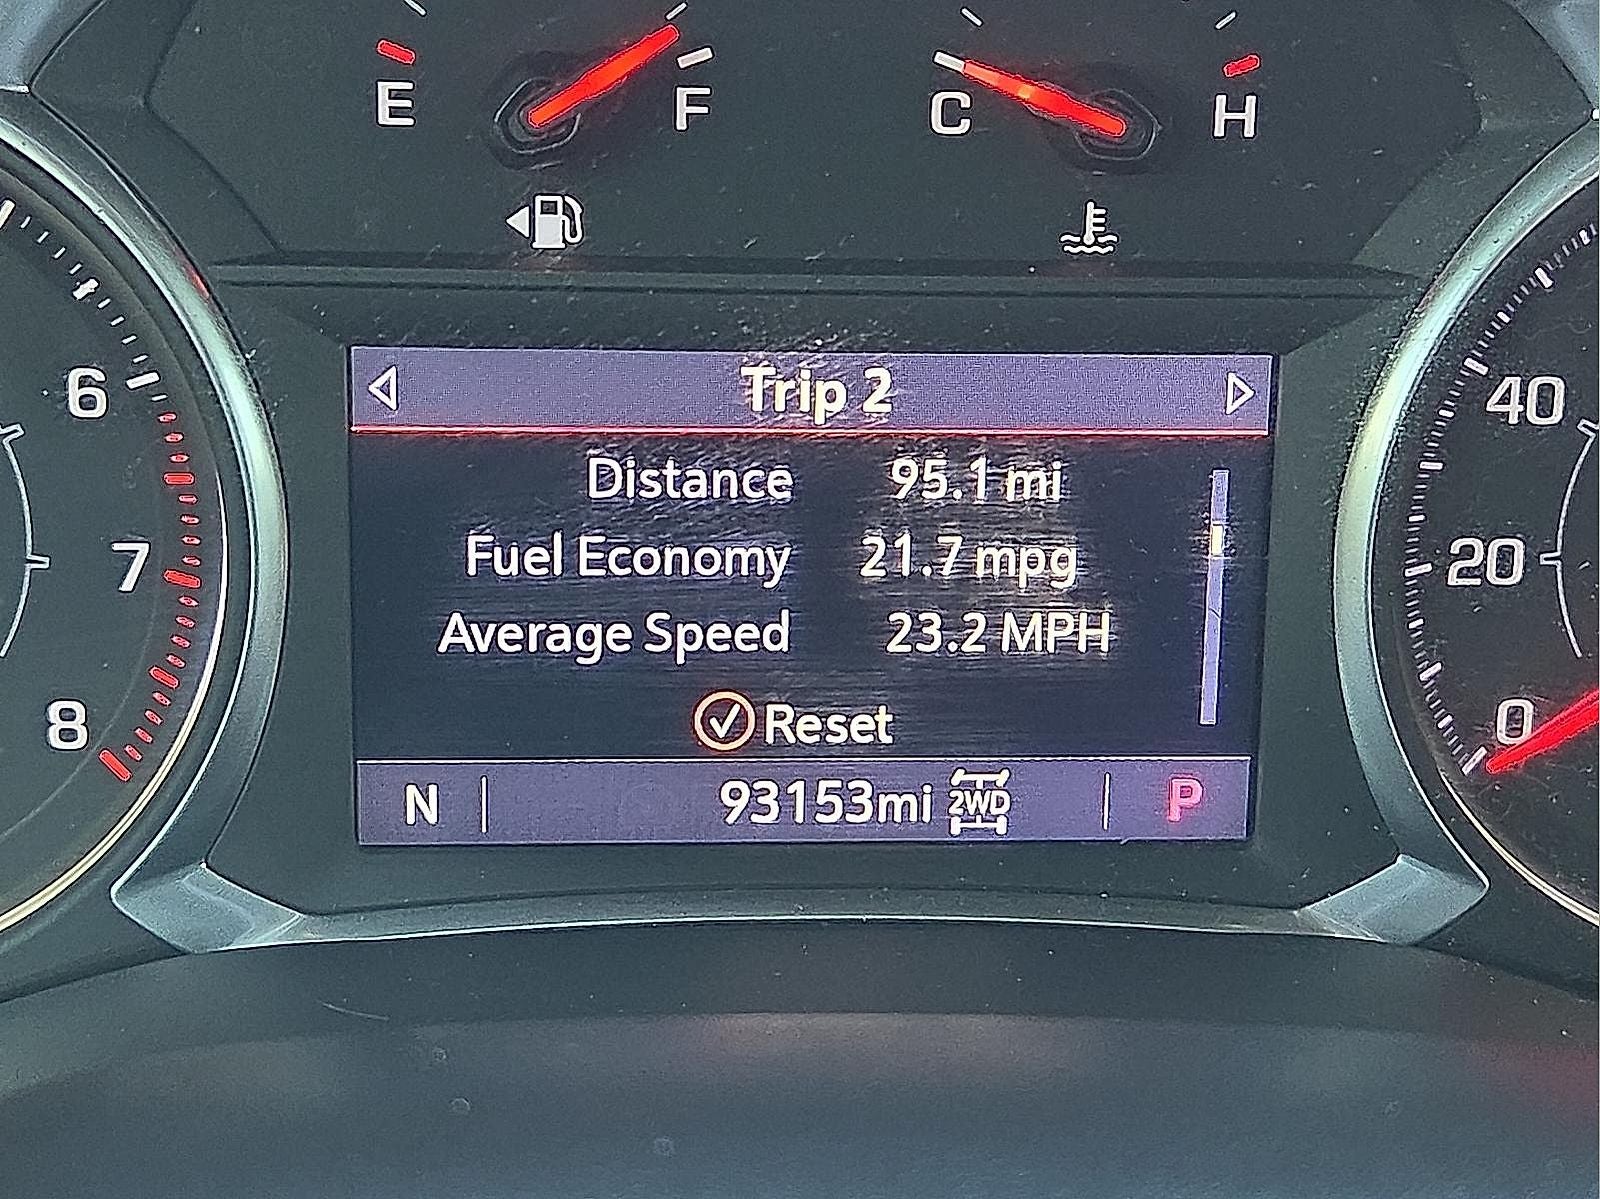 E F C H
6
7
8
40
20
0
Trip 2
Distance 95.1 mi
Fuel Economy 21.7 mpg
Average Speed 23.2 MPH
Reset
N 93153mi 2WD P